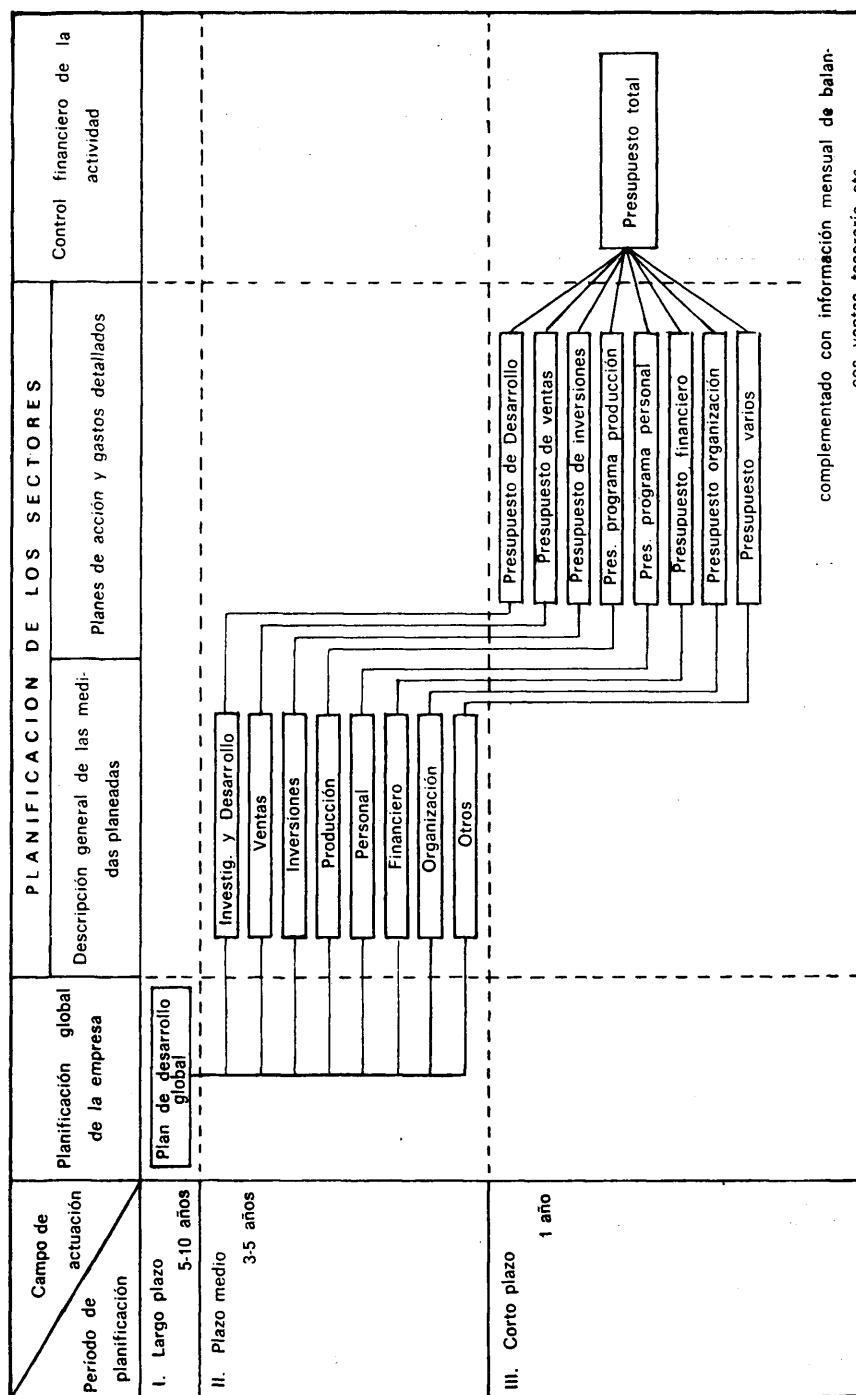 Campo de
actuación
Período de
planificación
Planificación global
de la empresa
PLANIFICACION DE LOS SECTORES
Descripción general de las medi-
das planeadas
Planes de acción y gastos detallados
Control financiero de la
actividad
I. Largo plazo
5-10 años
Plan de desarrollo
global
II. Plazo medio
3-5 años
Investig. y Desarrollo
Ventas
Inversiones
Producción
Personal
Financiero
Organización
Otros
III. Corto plazo
1 año
Presupuesto de Desarrollo
Presupuesto de ventas
Presupuesto de inversiones
Pres. programa producción
Pres. programa personal
Presupuesto financiero
Presupuesto organización
Presupuesto varios
Presupuesto total
complementado con información mensual de balan-